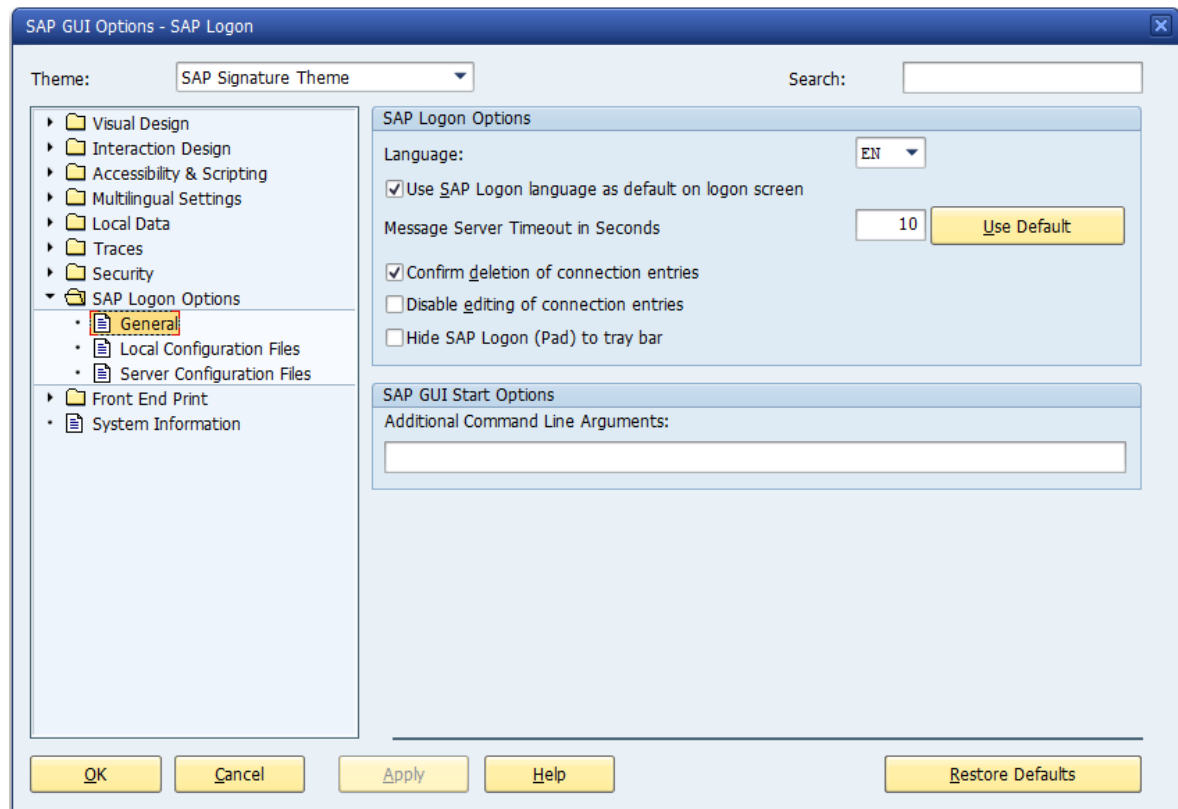 SAP GUI Options - SAP Logon
Theme: SAP Signature Theme Search:
Visual Design
Interaction Design
Accessibility & Scripting
Multilingual Settings
Local Data
Traces
Security
SAP Logon Options
General
Local Configuration Files
Server Configuration Files
Front End Print
System Information
SAP Logon Options
Language: EN
Use SAP Logon language as default on logon screen
Message Server Timeout in Seconds 10 Use Default
Confirm deletion of connection entries
Disable editing of connection entries
Hide SAP Logon (Pad) to tray bar
SAP GUI Start Options
Additional Command Line Arguments:
OK Cancel Apply Help Restore Defaults